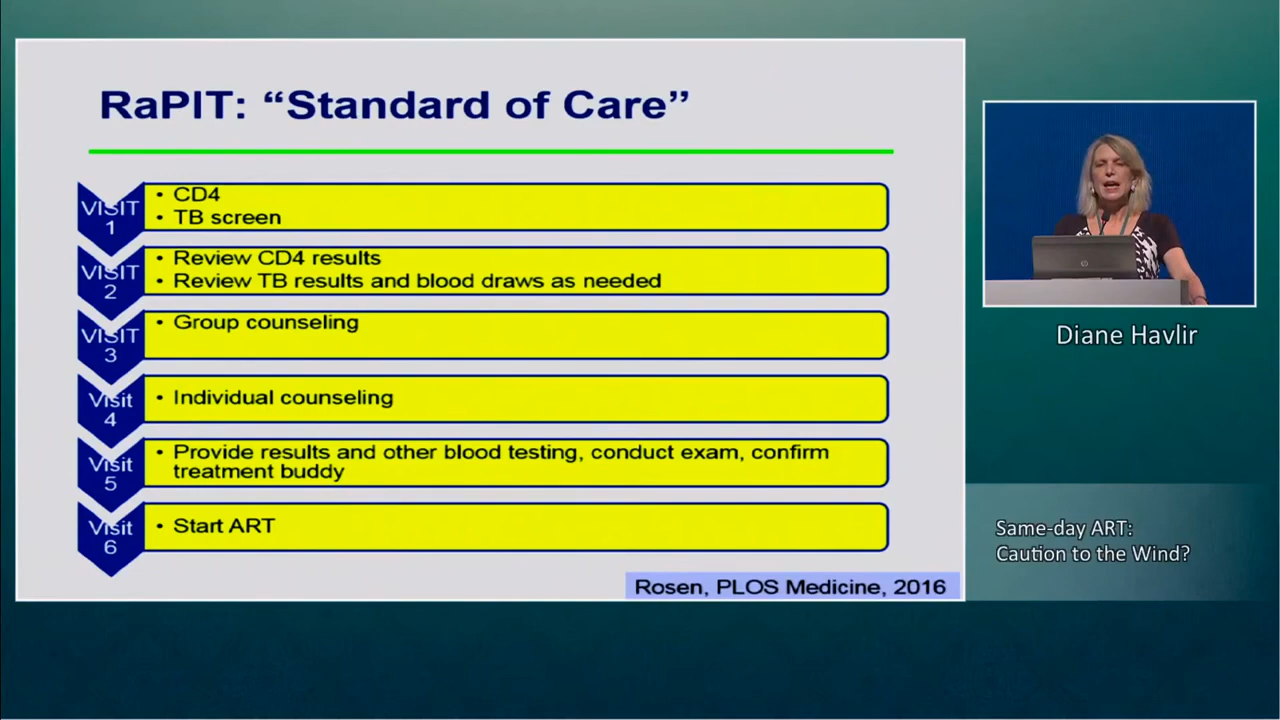 RaPIT: “Standard of Care”
VISIT
1
• CD4
• TB screen
VISIT
2
• Review CD4 results
• Review TB results and blood draws as needed
VISIT
3
• Group counseling
Visit
4
• Individual counseling
Visit
5
• Provide results and other blood testing, conduct exam, confirm
treatment buddy
Visit
6
• Start ART
Rosen, PLOS Medicine, 2016
Diane Havlir
Same-day ART:
Caution to the Wind?